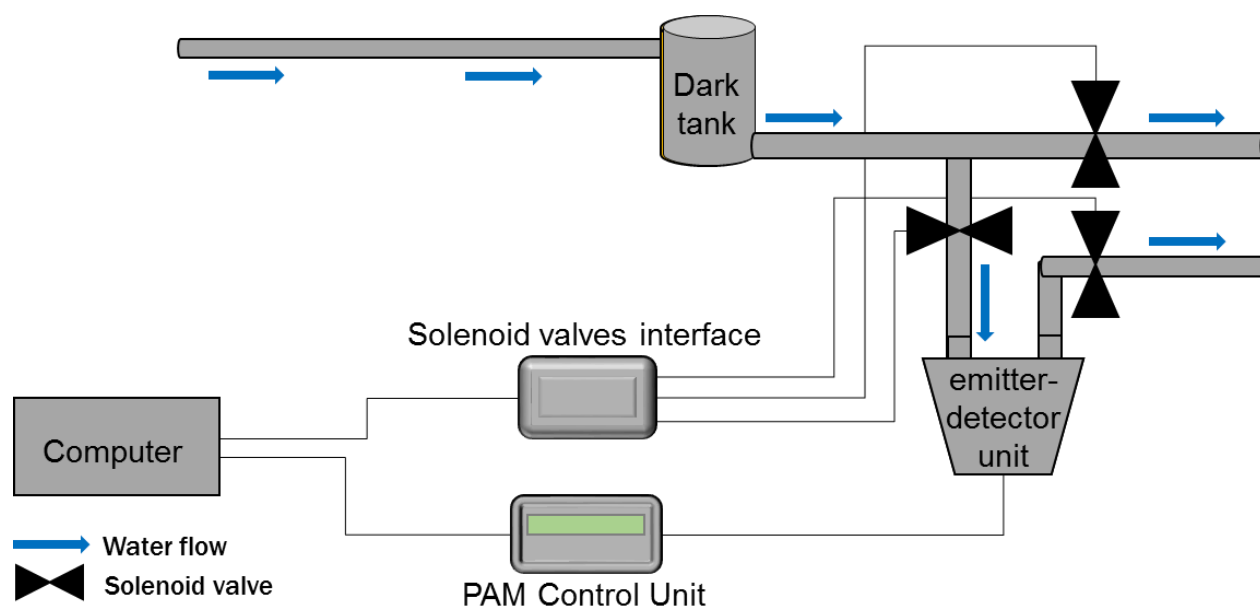 Dark
tank
Solenoid valves interface
emitter-
detector
unit
Computer
Water flow
Solenoid valve
PAM Control Unit